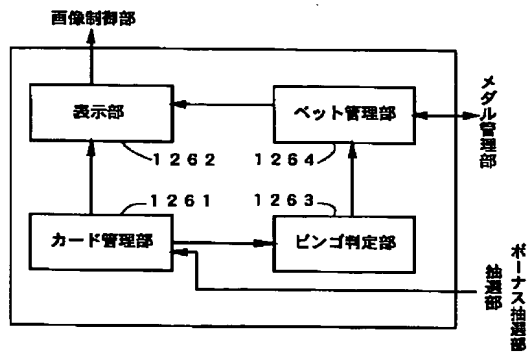 画像制御部
表示部
ベット管理部
メダル管理部
1262
1264
1261
1263
カード管理部
ビンゴ判定部
抽選部
ボーナス抽選部